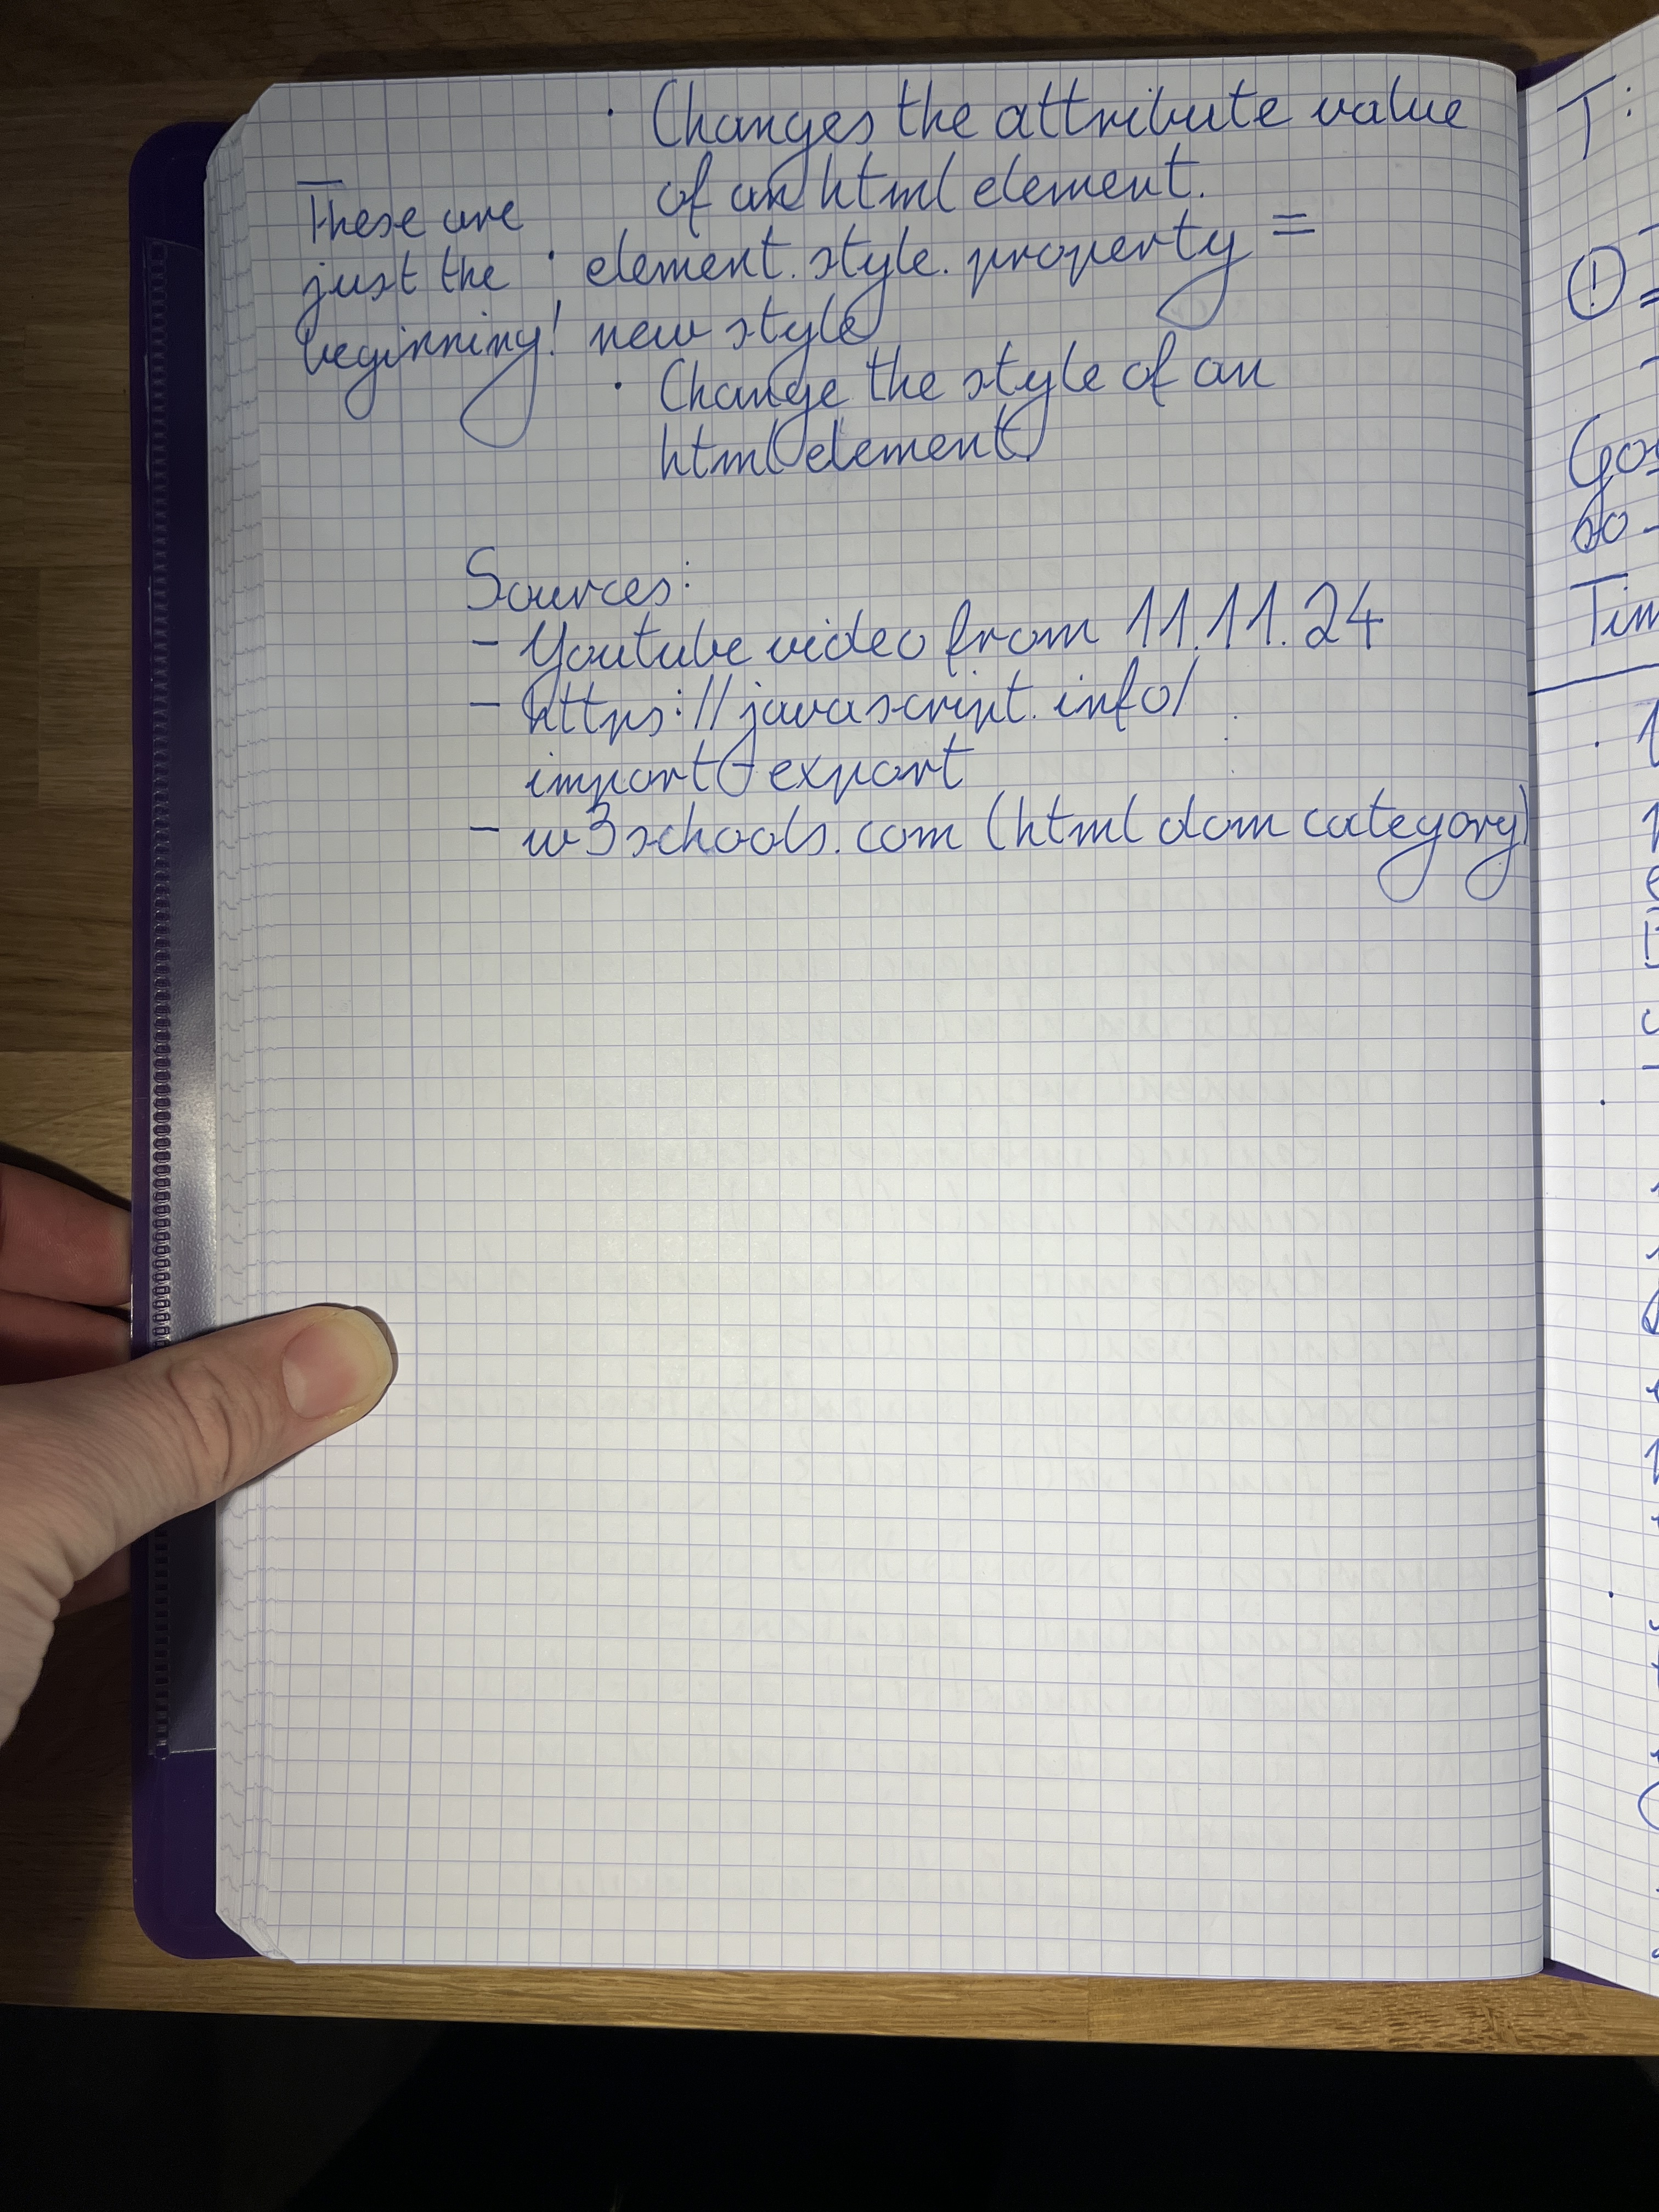 · Changes the attribute value
of an html element.
These are
just the
beginning!
· element.style.property =
new style
· Change the style of an
html element
Sources:
- Youtube video from 11.11.24
- https://javascript.info/
import-export
- w3schools.com (html dom category)
T:
!
Tim